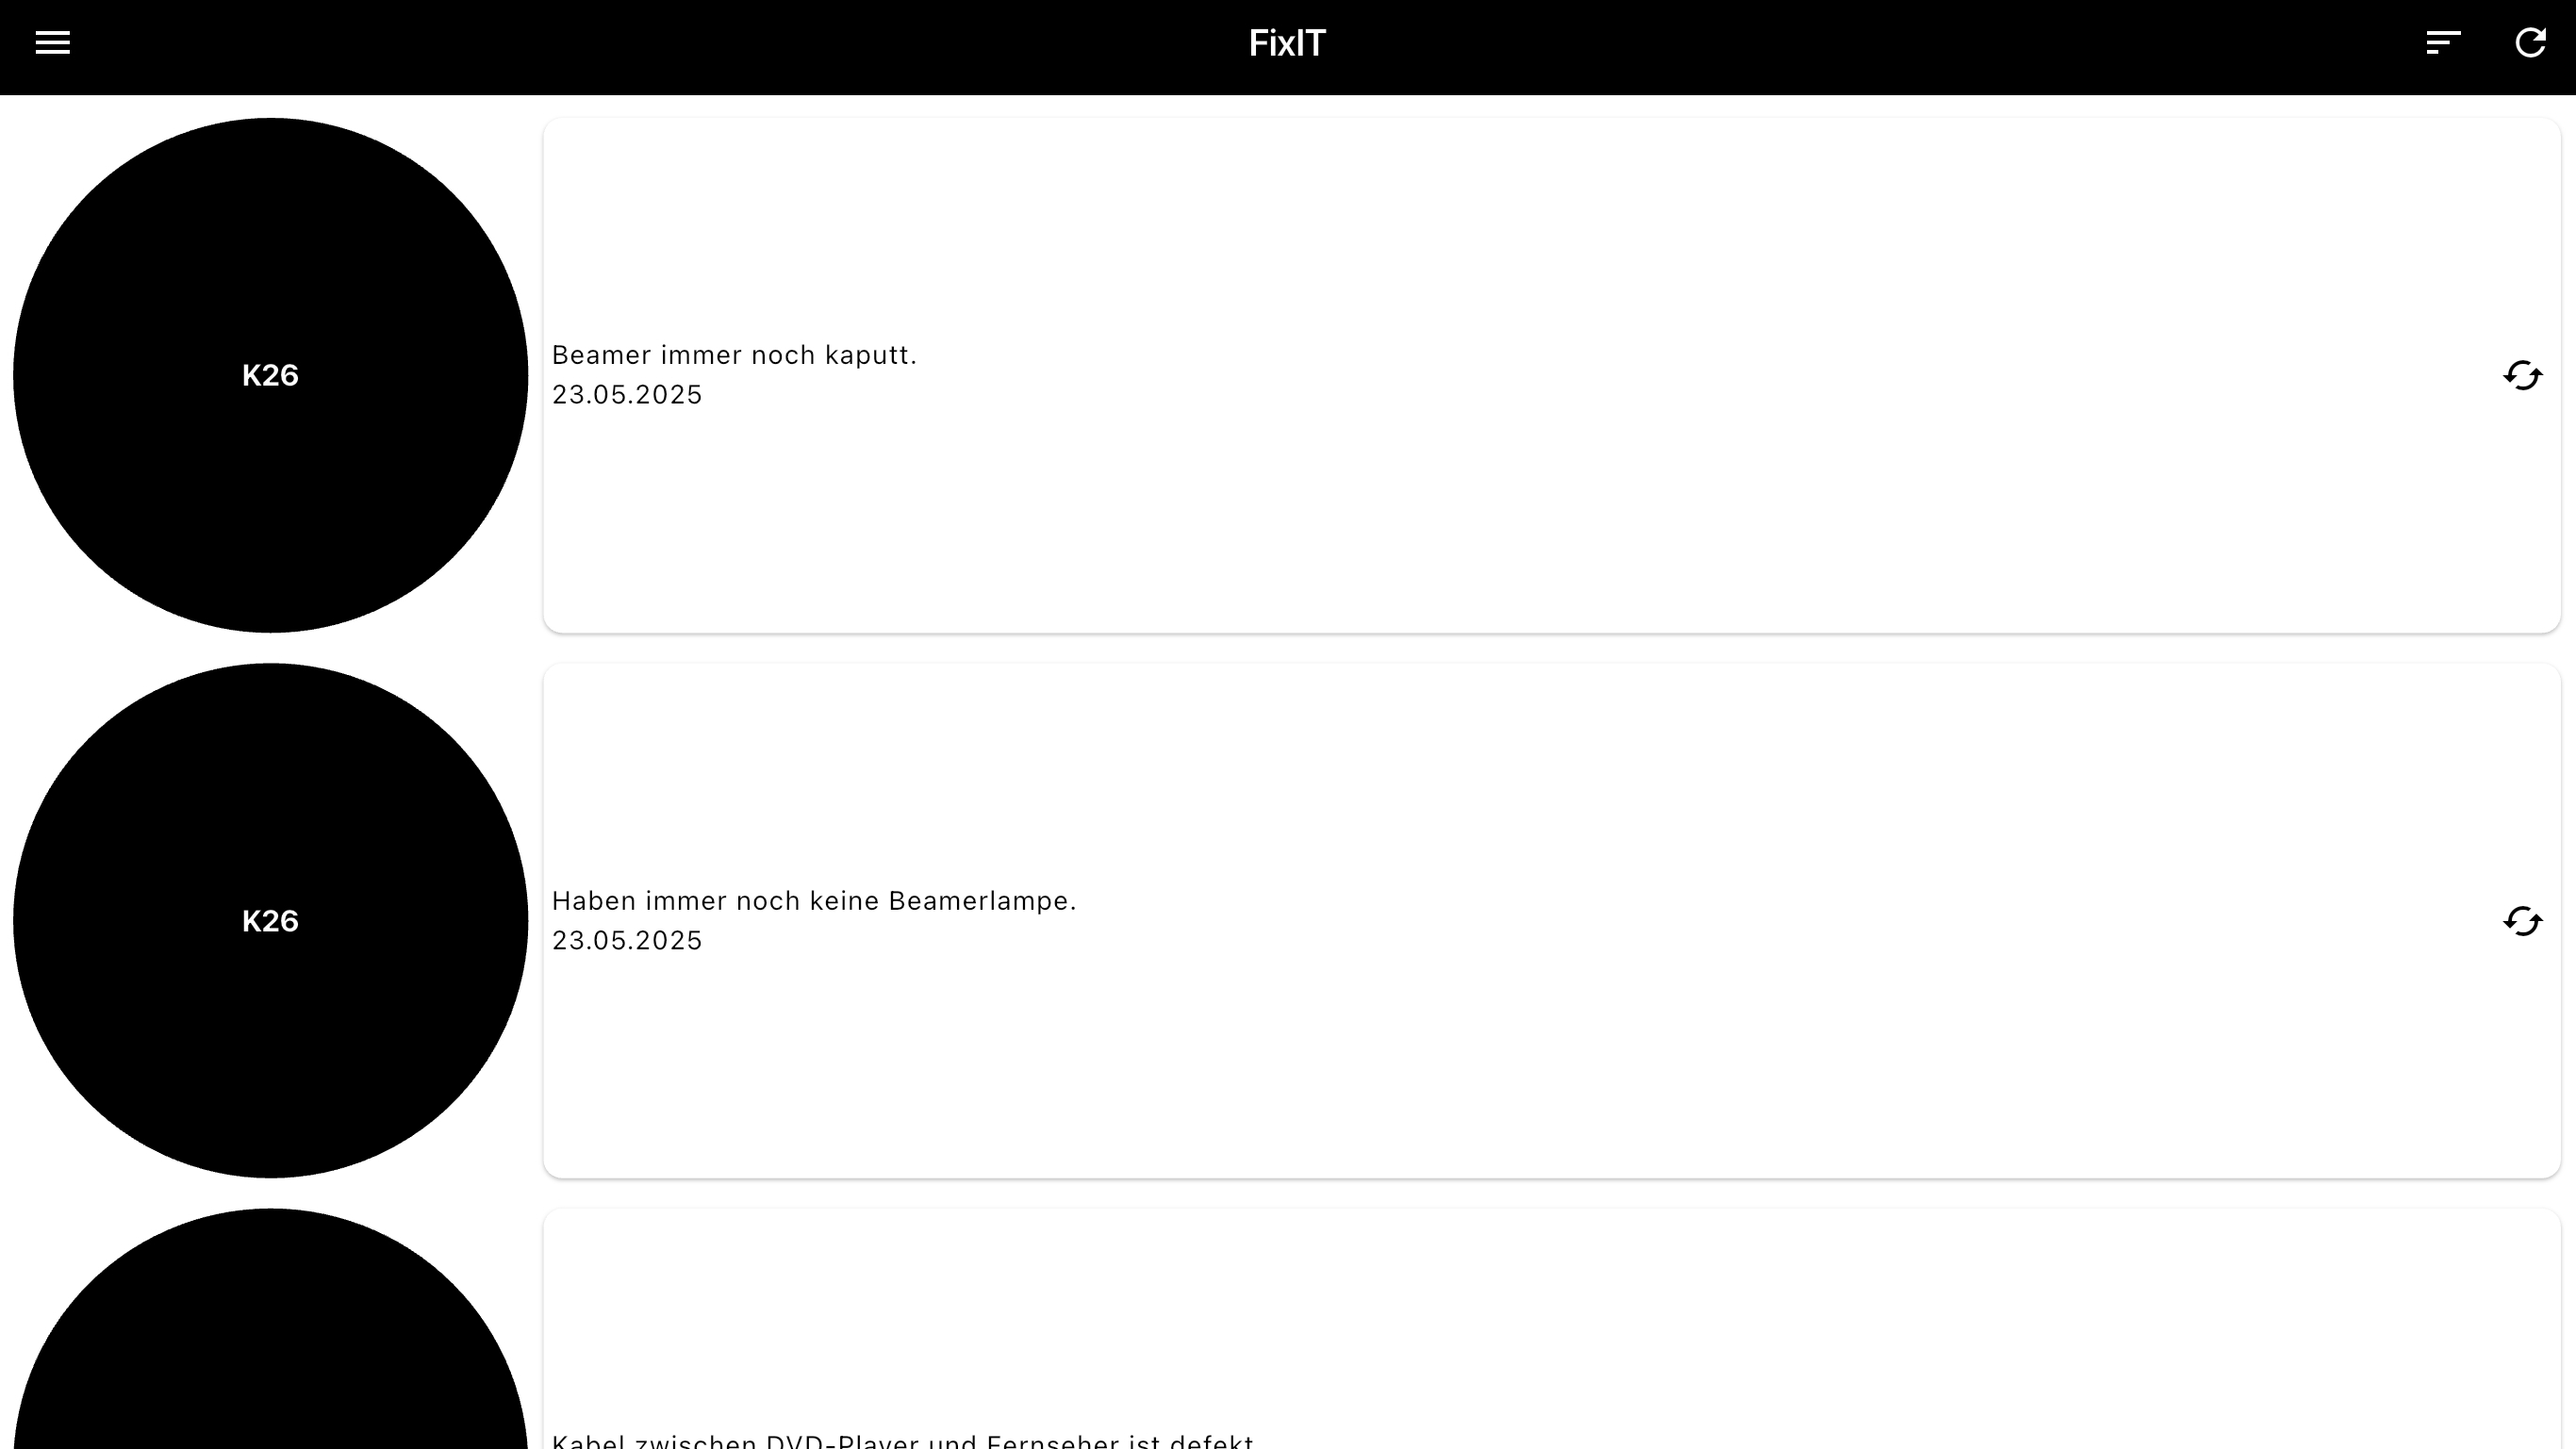 FixIT
K26
Beamer immer noch kaputt.
23.05.2025
K26
Haben immer noch keine Beamerlampe.
23.05.2025
Kabel zwischen DVD-Player und Fernseher ist defekt